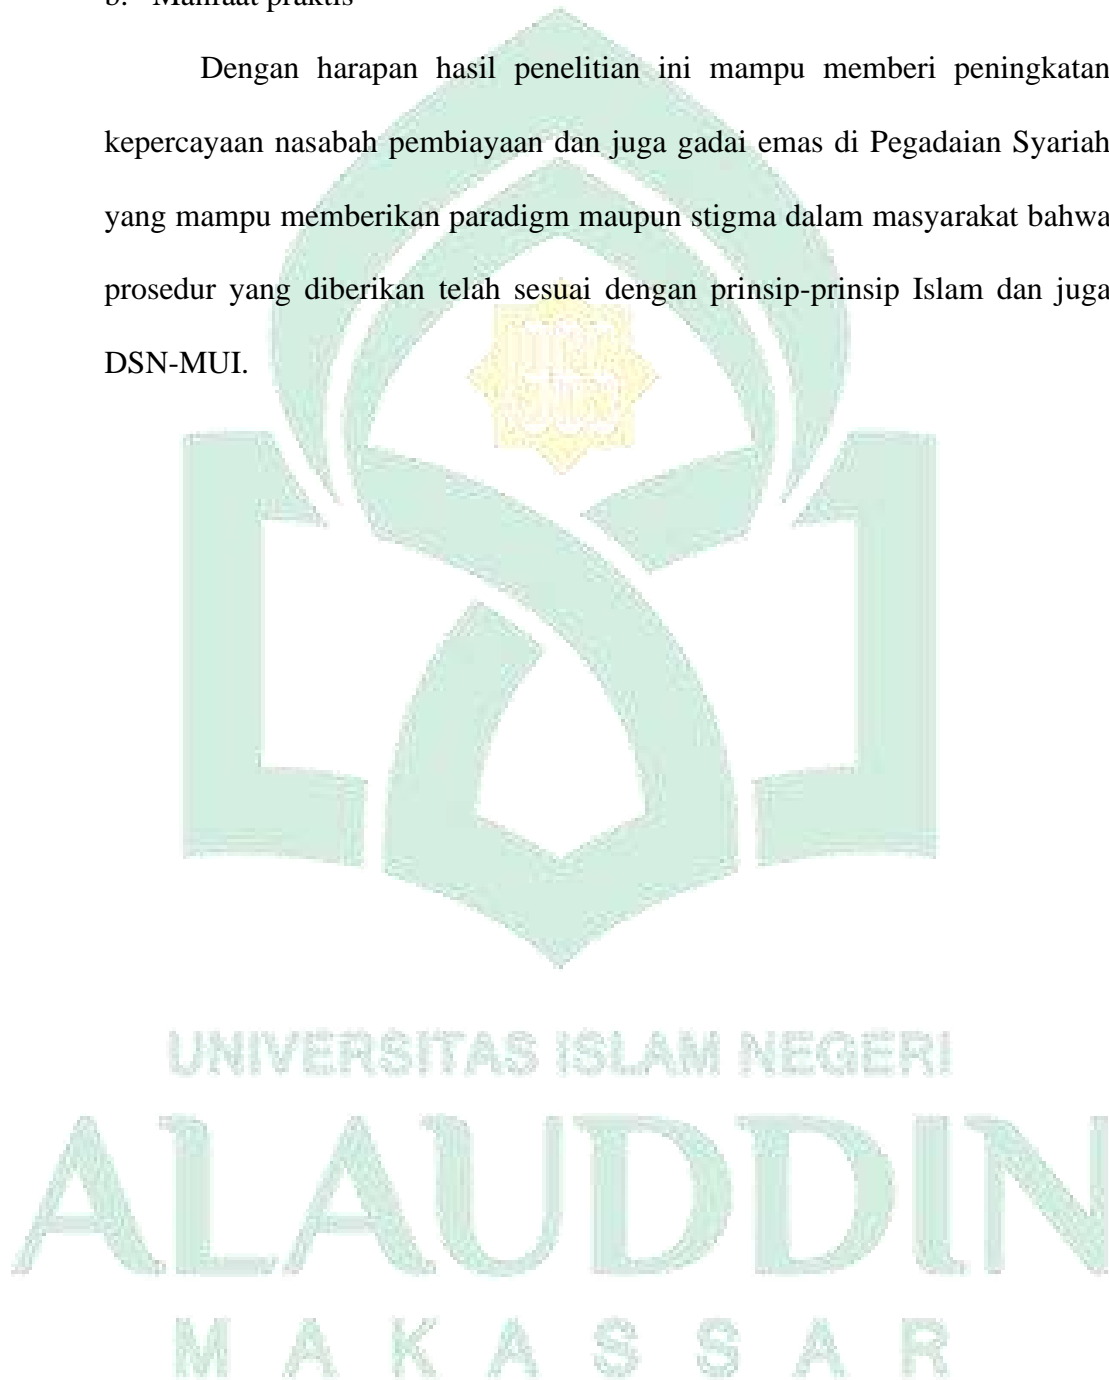 b. Manfaat praktis
Dengan harapan hasil penelitian ini mampu memberi peningkatan
kepercayaan nasabah pembiayaan dan juga gadai emas di Pegadaian Syariah
yang mampu memberikan paradigm maupun stigma dalam masyarakat bahwa
prosedur yang diberikan telah sesuai dengan prinsip-prinsip Islam dan juga
DSN-MUI.
UNIVERSITAS ISLAM NEGERI
ALAUDDIN
MAKASSAR